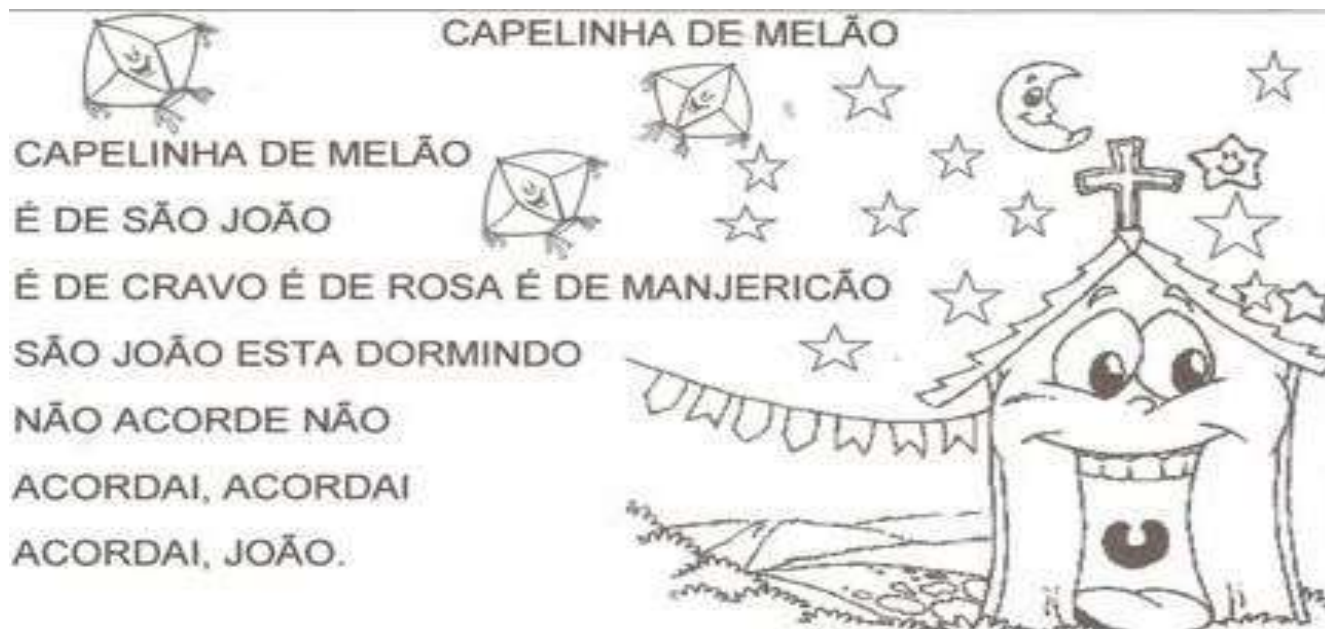 CAPELINHA DE MELÃO
CAPELINHA DE MELÃO
É DE SÃO JOÃO
É DE CRAVO É DE ROSA É DE MANJERICÃO
SÃO JOÃO ESTA DORMINDO
NÃO ACORDE NÃO
ACORDAI, ACORDAI
ACORDAI, JOÃO.